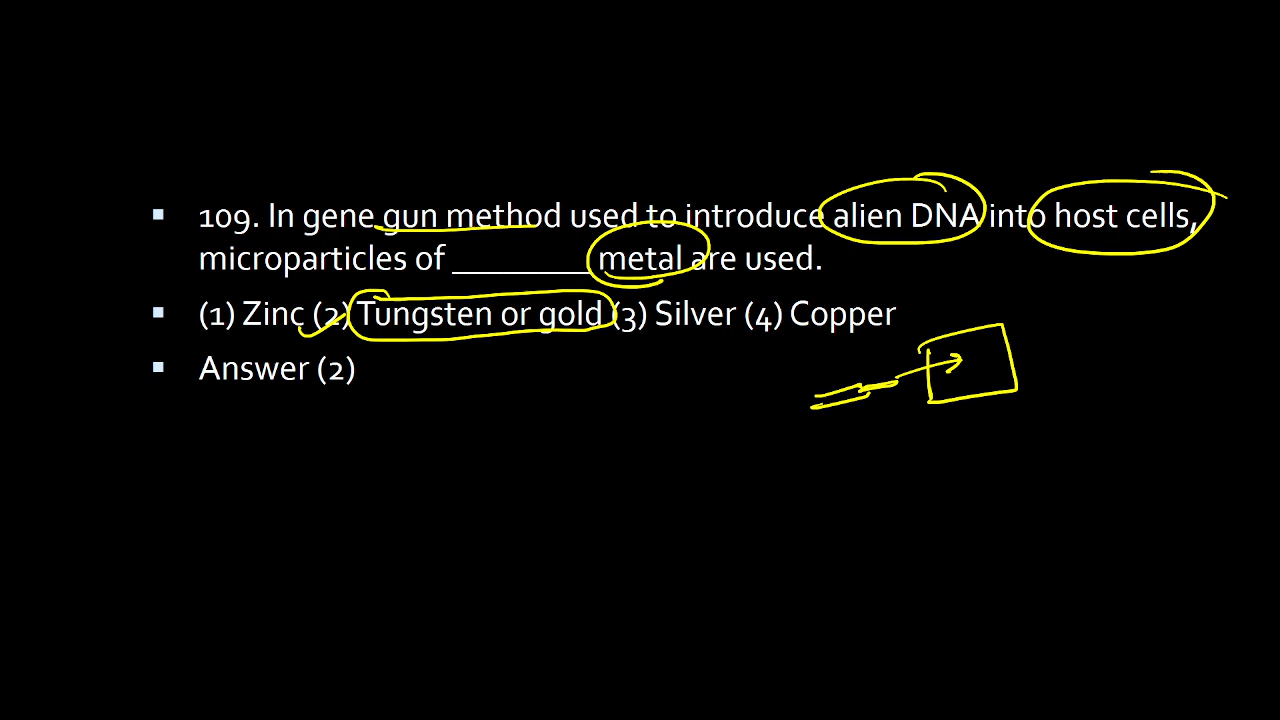 ▪ 109. In gene gun method used to introduce alien DNA into host cells,
microparticles of ________ metal are used.
▪ (1) Zinc (2) Tungsten or gold (3) Silver (4) Copper
▪ Answer (2)